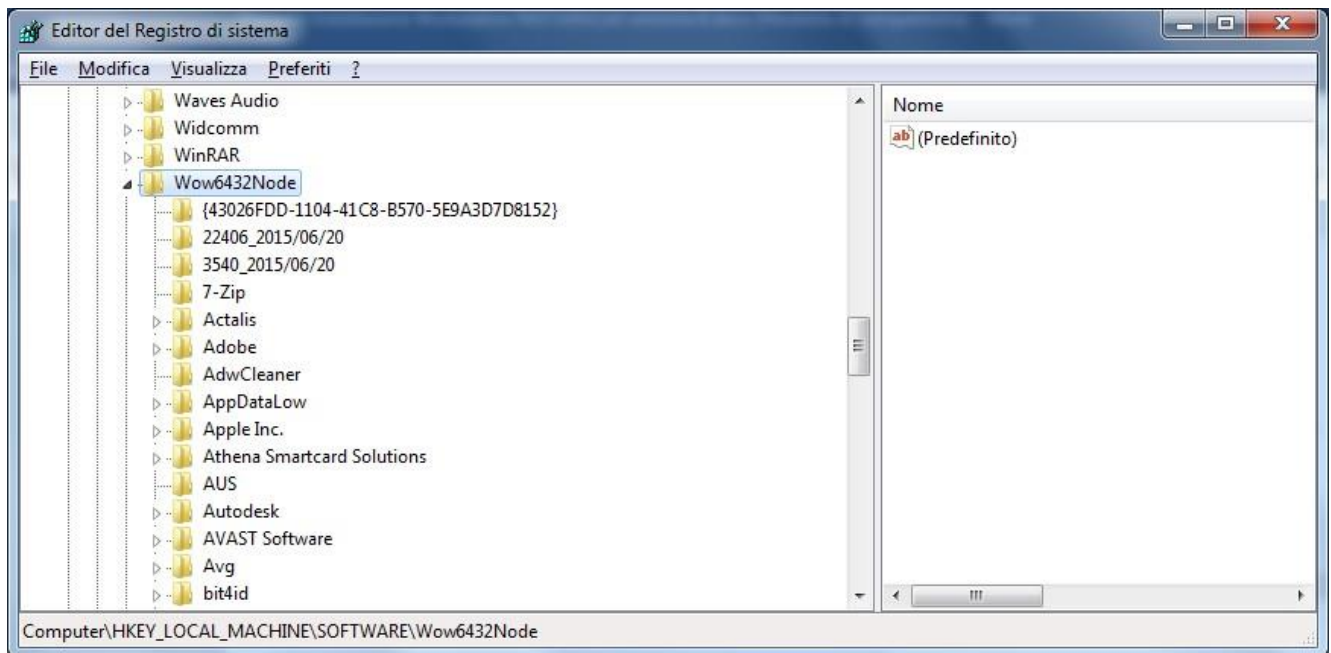 Editor del Registro di sistema
File Modifica Visualizza Preferiti ?
Waves Audio
Widcomm
WinRAR
Wow6432Node
{43026FDD-1104-41C8-B570-5E9A3D7D8152}
22406_2015/06/20
3540_2015/06/20
7-Zip
Actalis
Adobe
AdwCleaner
AppDataLow
Apple Inc.
Athena Smartcard Solutions
AUS
Autodesk
AVAST Software
Avg
bit4id
Nome
ab (Predefinito)
Computer\HKEY_LOCAL_MACHINE\SOFTWARE\Wow6432Node